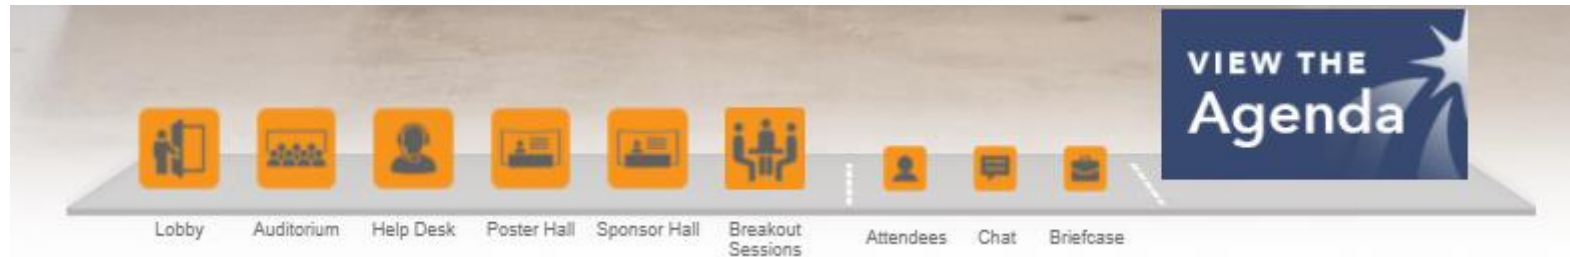 VIEW THE
Agenda
Lobby
Auditorium
Help Desk
Poster Hall
Sponsor Hall
Breakout
Sessions
Attendees
Chat
Briefcase